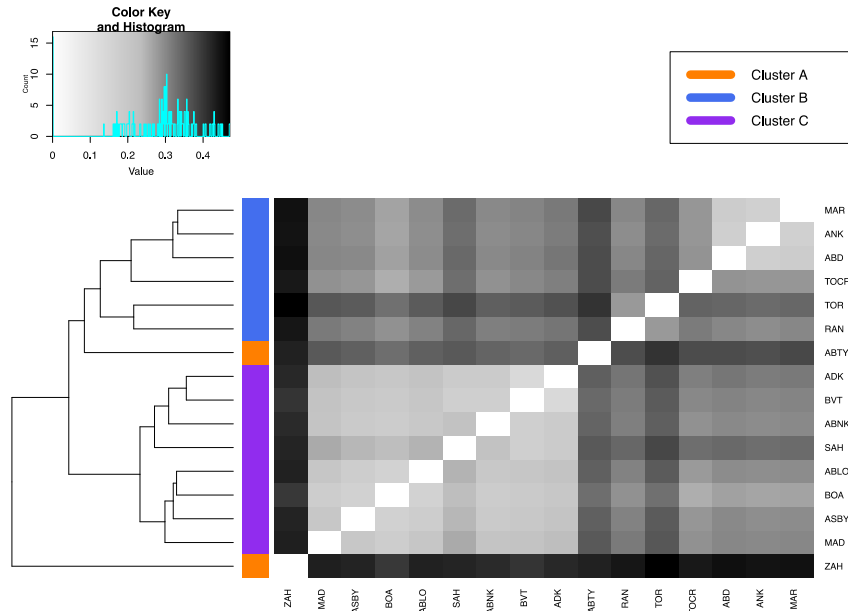 Color Key
and Histogram
Count
15
10
5
0
0 0.1 0.2 0.3 0.4
Value
Cluster A
Cluster B
Cluster C
MAR
ANK
ABD
TOCR
TOR
RAN
ABTY
ADK
BVT
ABNK
SAH
ABLO
BOA
ASBY
MAD
ZAH
ZAH MAD ASBY BOA ABLO SAH ABNK BVT ADK ABTY RAN TOR TOCR ABD ANK MAR